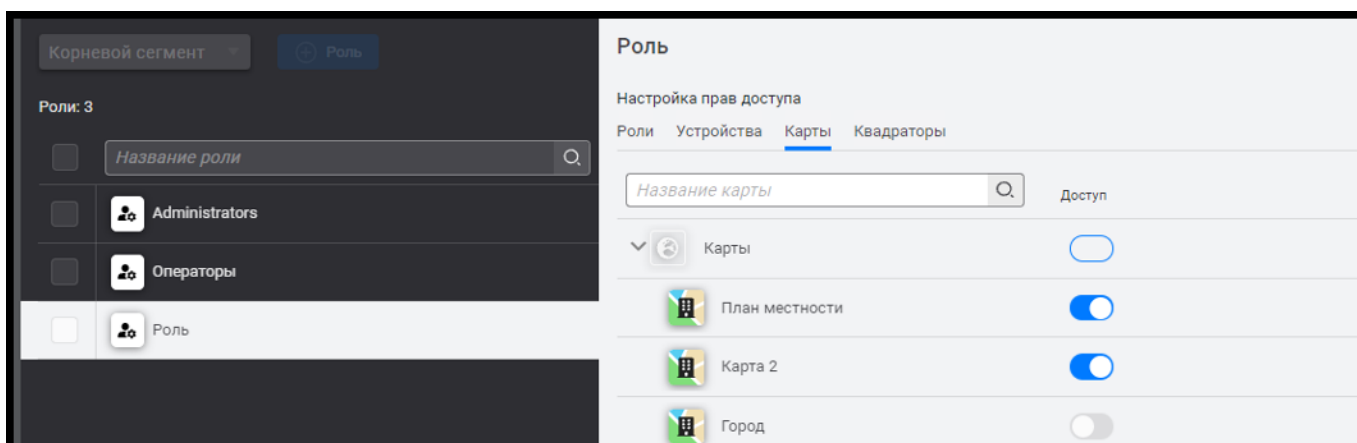 Корневой сегмент
Роль
Роли: 3
Название роли
Administrators
Операторы
Роль
Роль
Настройка прав доступа
Роли Устройства Карты Квадраторы
Название карты Доступ
Карты
План местности
Карта 2
Город